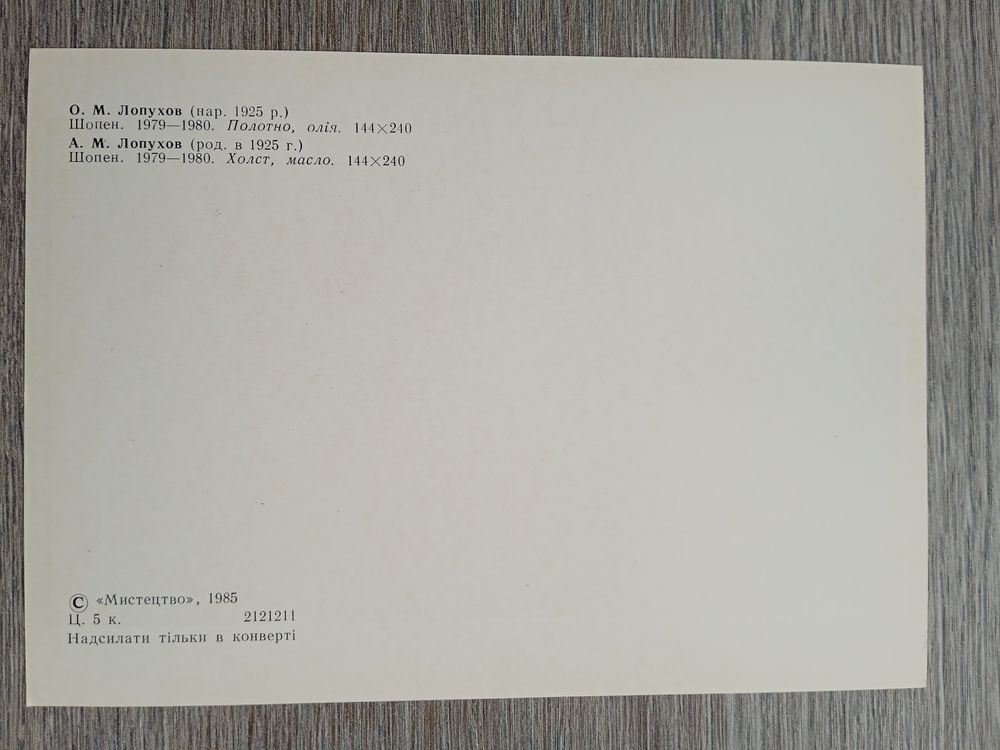 О. М. Лопухов (нар. 1925 р.)
Шопен. 1979—1980. Полотно, олія. 144×240
А. М. Лопухов (род. в 1925 г.)
Шопен. 1979—1980. Холст, масло. 144×240
© «Мистецтво», 1985
Ц. 5 к. 2121211
Надсилати тільки в конверті